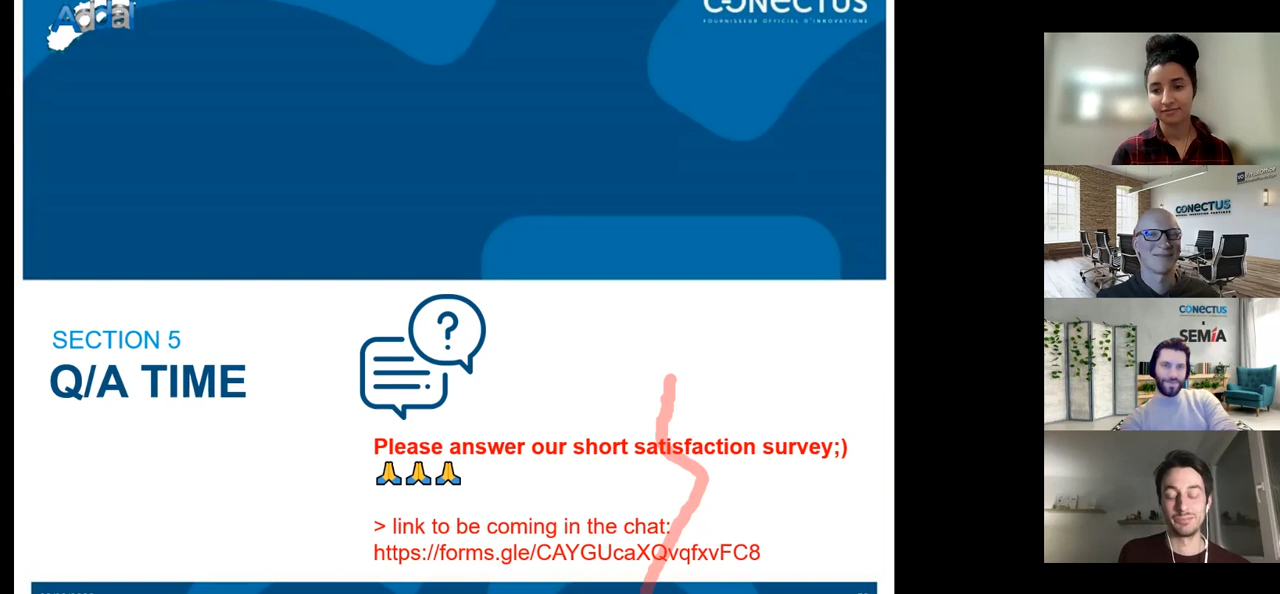 Addal
CONECTUS
FOURNISSEUR OFFICIEL D'INNOVATIONS
SECTION 5
Q/A TIME
?
Please answer our short satisfaction survey;)
> link to be coming in the chat:
https://forms.gle/CAYGUcaXQvqfxvFC8
CONECTUS
CONECTUS
SEMIA